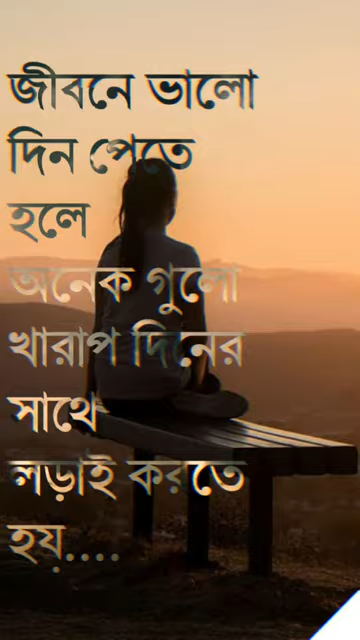 জীবনে ভালো
দিন পেতে
হলে
অনেক গুলো
খারাপ দিনের
সাথে
লড়াই করতে
হয়....